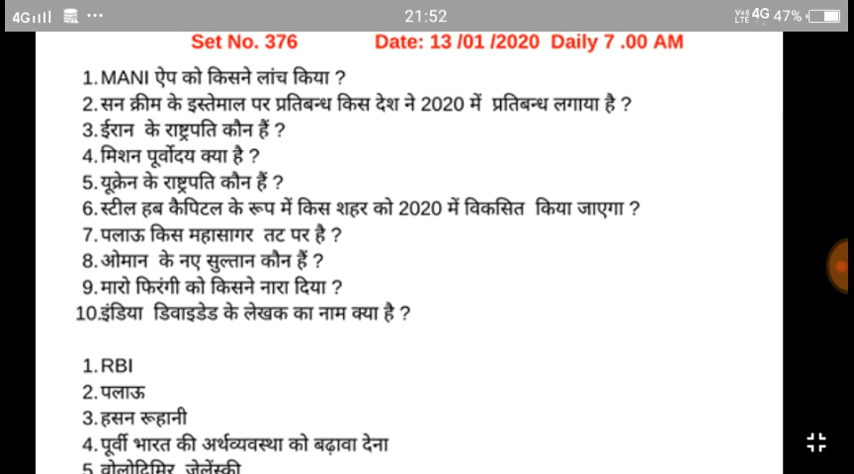 4G 21:52 VoD LTE 4G 47%
Set No. 376 Date: 13 /01 /2020 Daily 7 .00 AM
1. MANI ऐप को किसने लांच किया ?
2. सन क्रीम के इस्तेमाल पर प्रतिबन्ध किस देश ने 2020 में प्रतिबन्ध लगाया है ?
3. ईरान के राष्ट्रपति कौन हैं ?
4. मिशन पूर्वोदय क्या है ?
5. यूक्रेन के राष्ट्रपति कौन हैं ?
6. स्टील हब कैपिटल के रूप में किस शहर को 2020 में विकसित किया जाएगा ?
7. पलाऊ किस महासागर तट पर है ?
8. ओमान के नए सुल्तान कौन हैं ?
9. मारो फिरंगी को किसने नारा दिया ?
10.इंडिया डिवाइडेड के लेखक का नाम क्या है ?
1. RBI
2. पलाऊ
3. हसन रूहानी
4. पूर्वी भारत की अर्थव्यवस्था को बढ़ावा देना
5. वोलोदिमिर जेलेंस्की